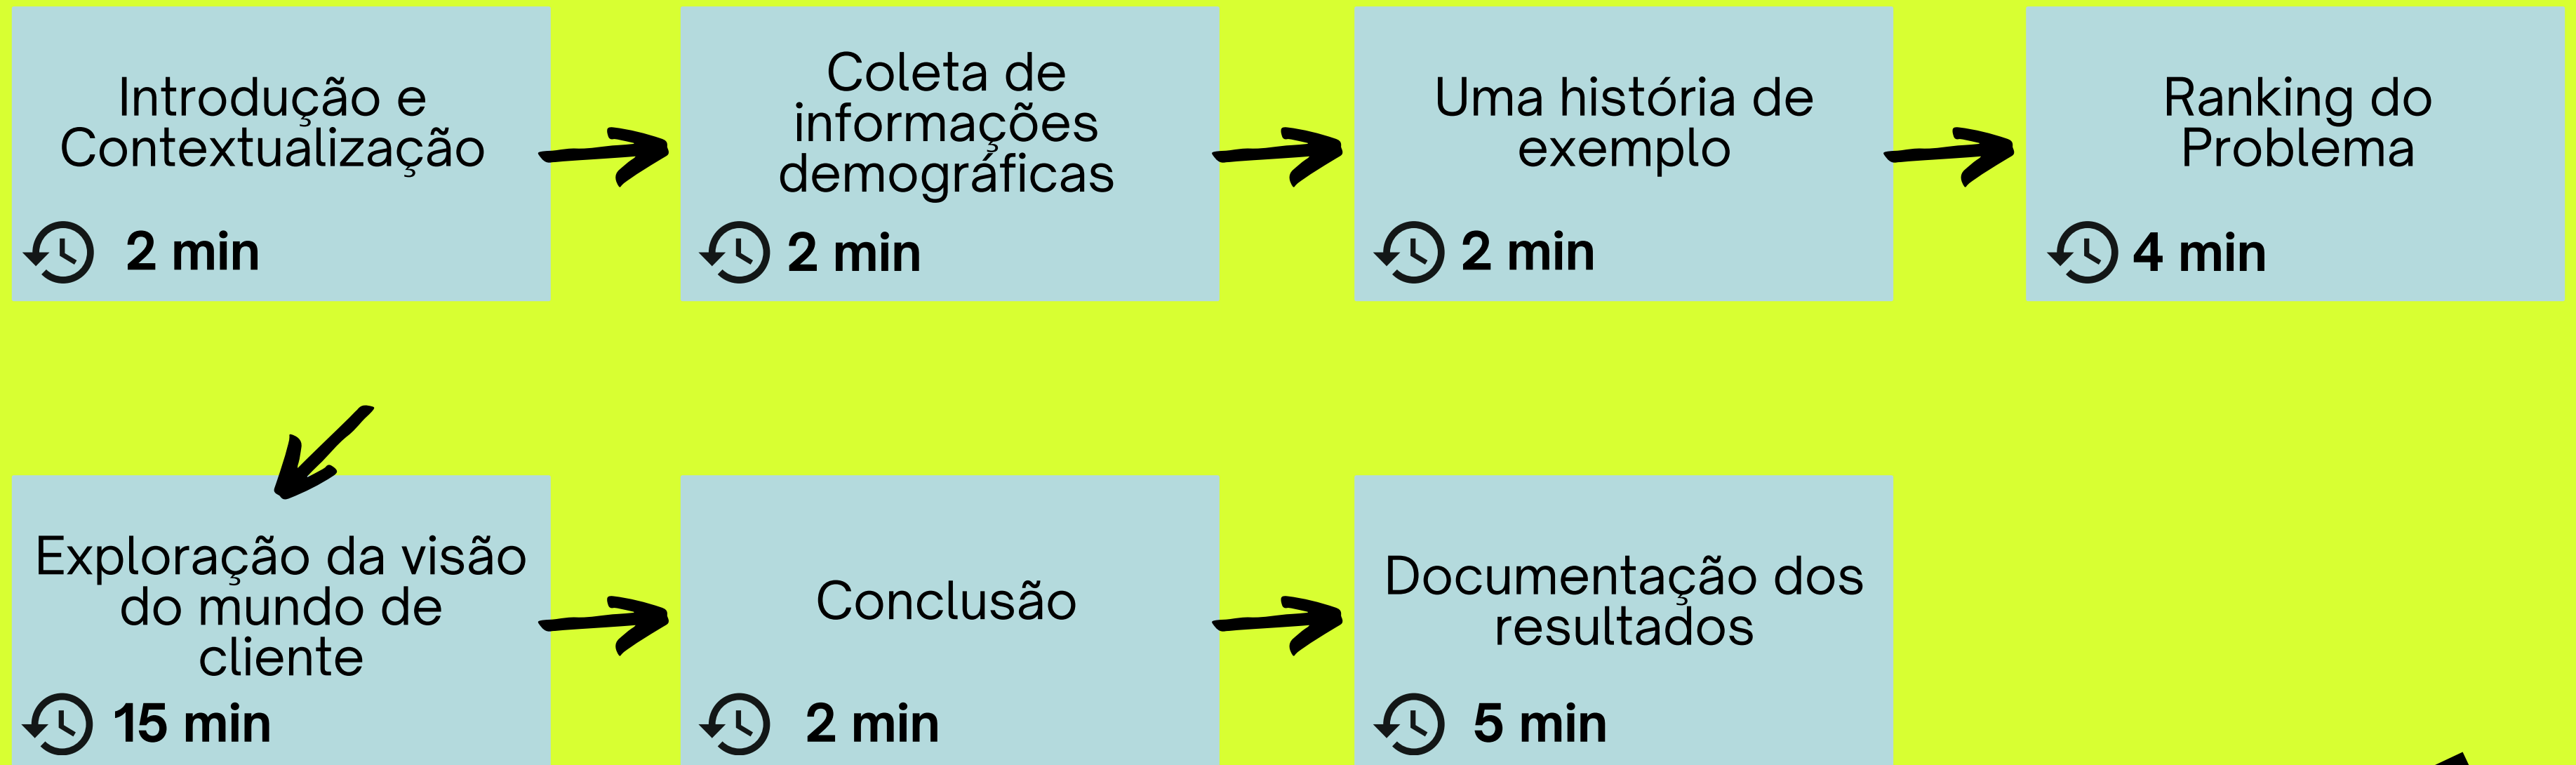 Introdução e
Contextualização
2 min
Coleta de
informações
demográficas
2 min
Uma história de
exemplo
2 min
Ranking do
Problema
4 min
Exploração da visão
do mundo de
cliente
15 min
Conclusão
2 min
Documentação dos
resultados
5 min